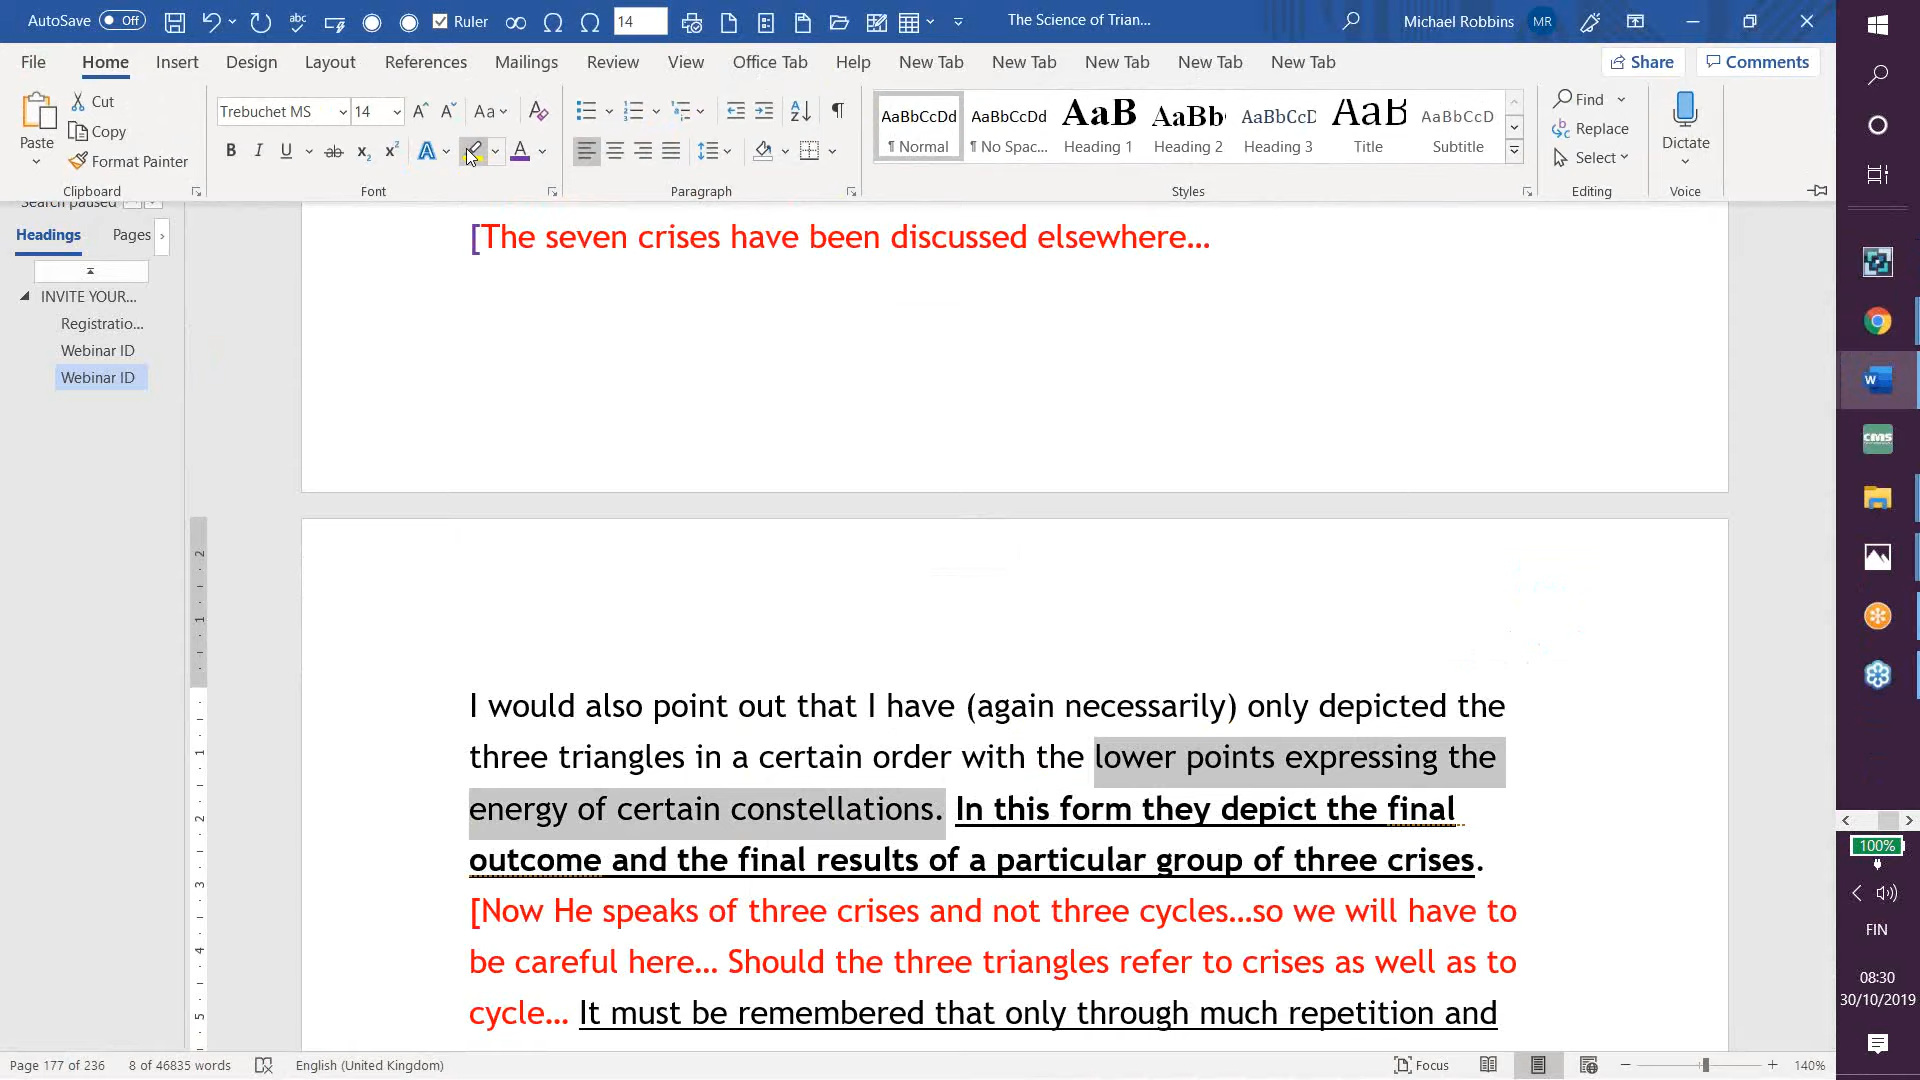 AutoSave Off Ruler 14 The Science of Trian... Michael Robbins MR
File Home Insert Design Layout References Mailings Review View Office Tab Help New Tab New Tab New Tab New Tab New Tab Share Comments
Cut
Copy
Format Painter
Paste
Clipboard
Trebuchet MS 14
Font
Paragraph
AaBbCcDd AaBbCcDd AaB AaBb AaBbCcD AaB AaBbCcD
¶ Normal ¶ No Spac... Heading 1 Heading 2 Heading 3 Title Subtitle
Styles
Find
Replace
Select
Editing
Dictate
Voice
Search paused
Headings Pages
INVITE YOUR...
Registratio...
Webinar ID
Webinar ID
[The seven crises have been discussed elsewhere...
I would also point out that I have (again necessarily) only depicted the
three triangles in a certain order with the lower points expressing the
energy of certain constellations. In this form they depict the final
outcome and the final results of a particular group of three crises.
[Now He speaks of three crises and not three cycles...so we will have to
be careful here... Should the three triangles refer to crises as well as to
cycle... It must be remembered that only through much repetition and
Page 177 of 236 8 of 46835 words English (United Kingdom) Focus 140%
cms
100%
FIN
08:30
30/10/2019